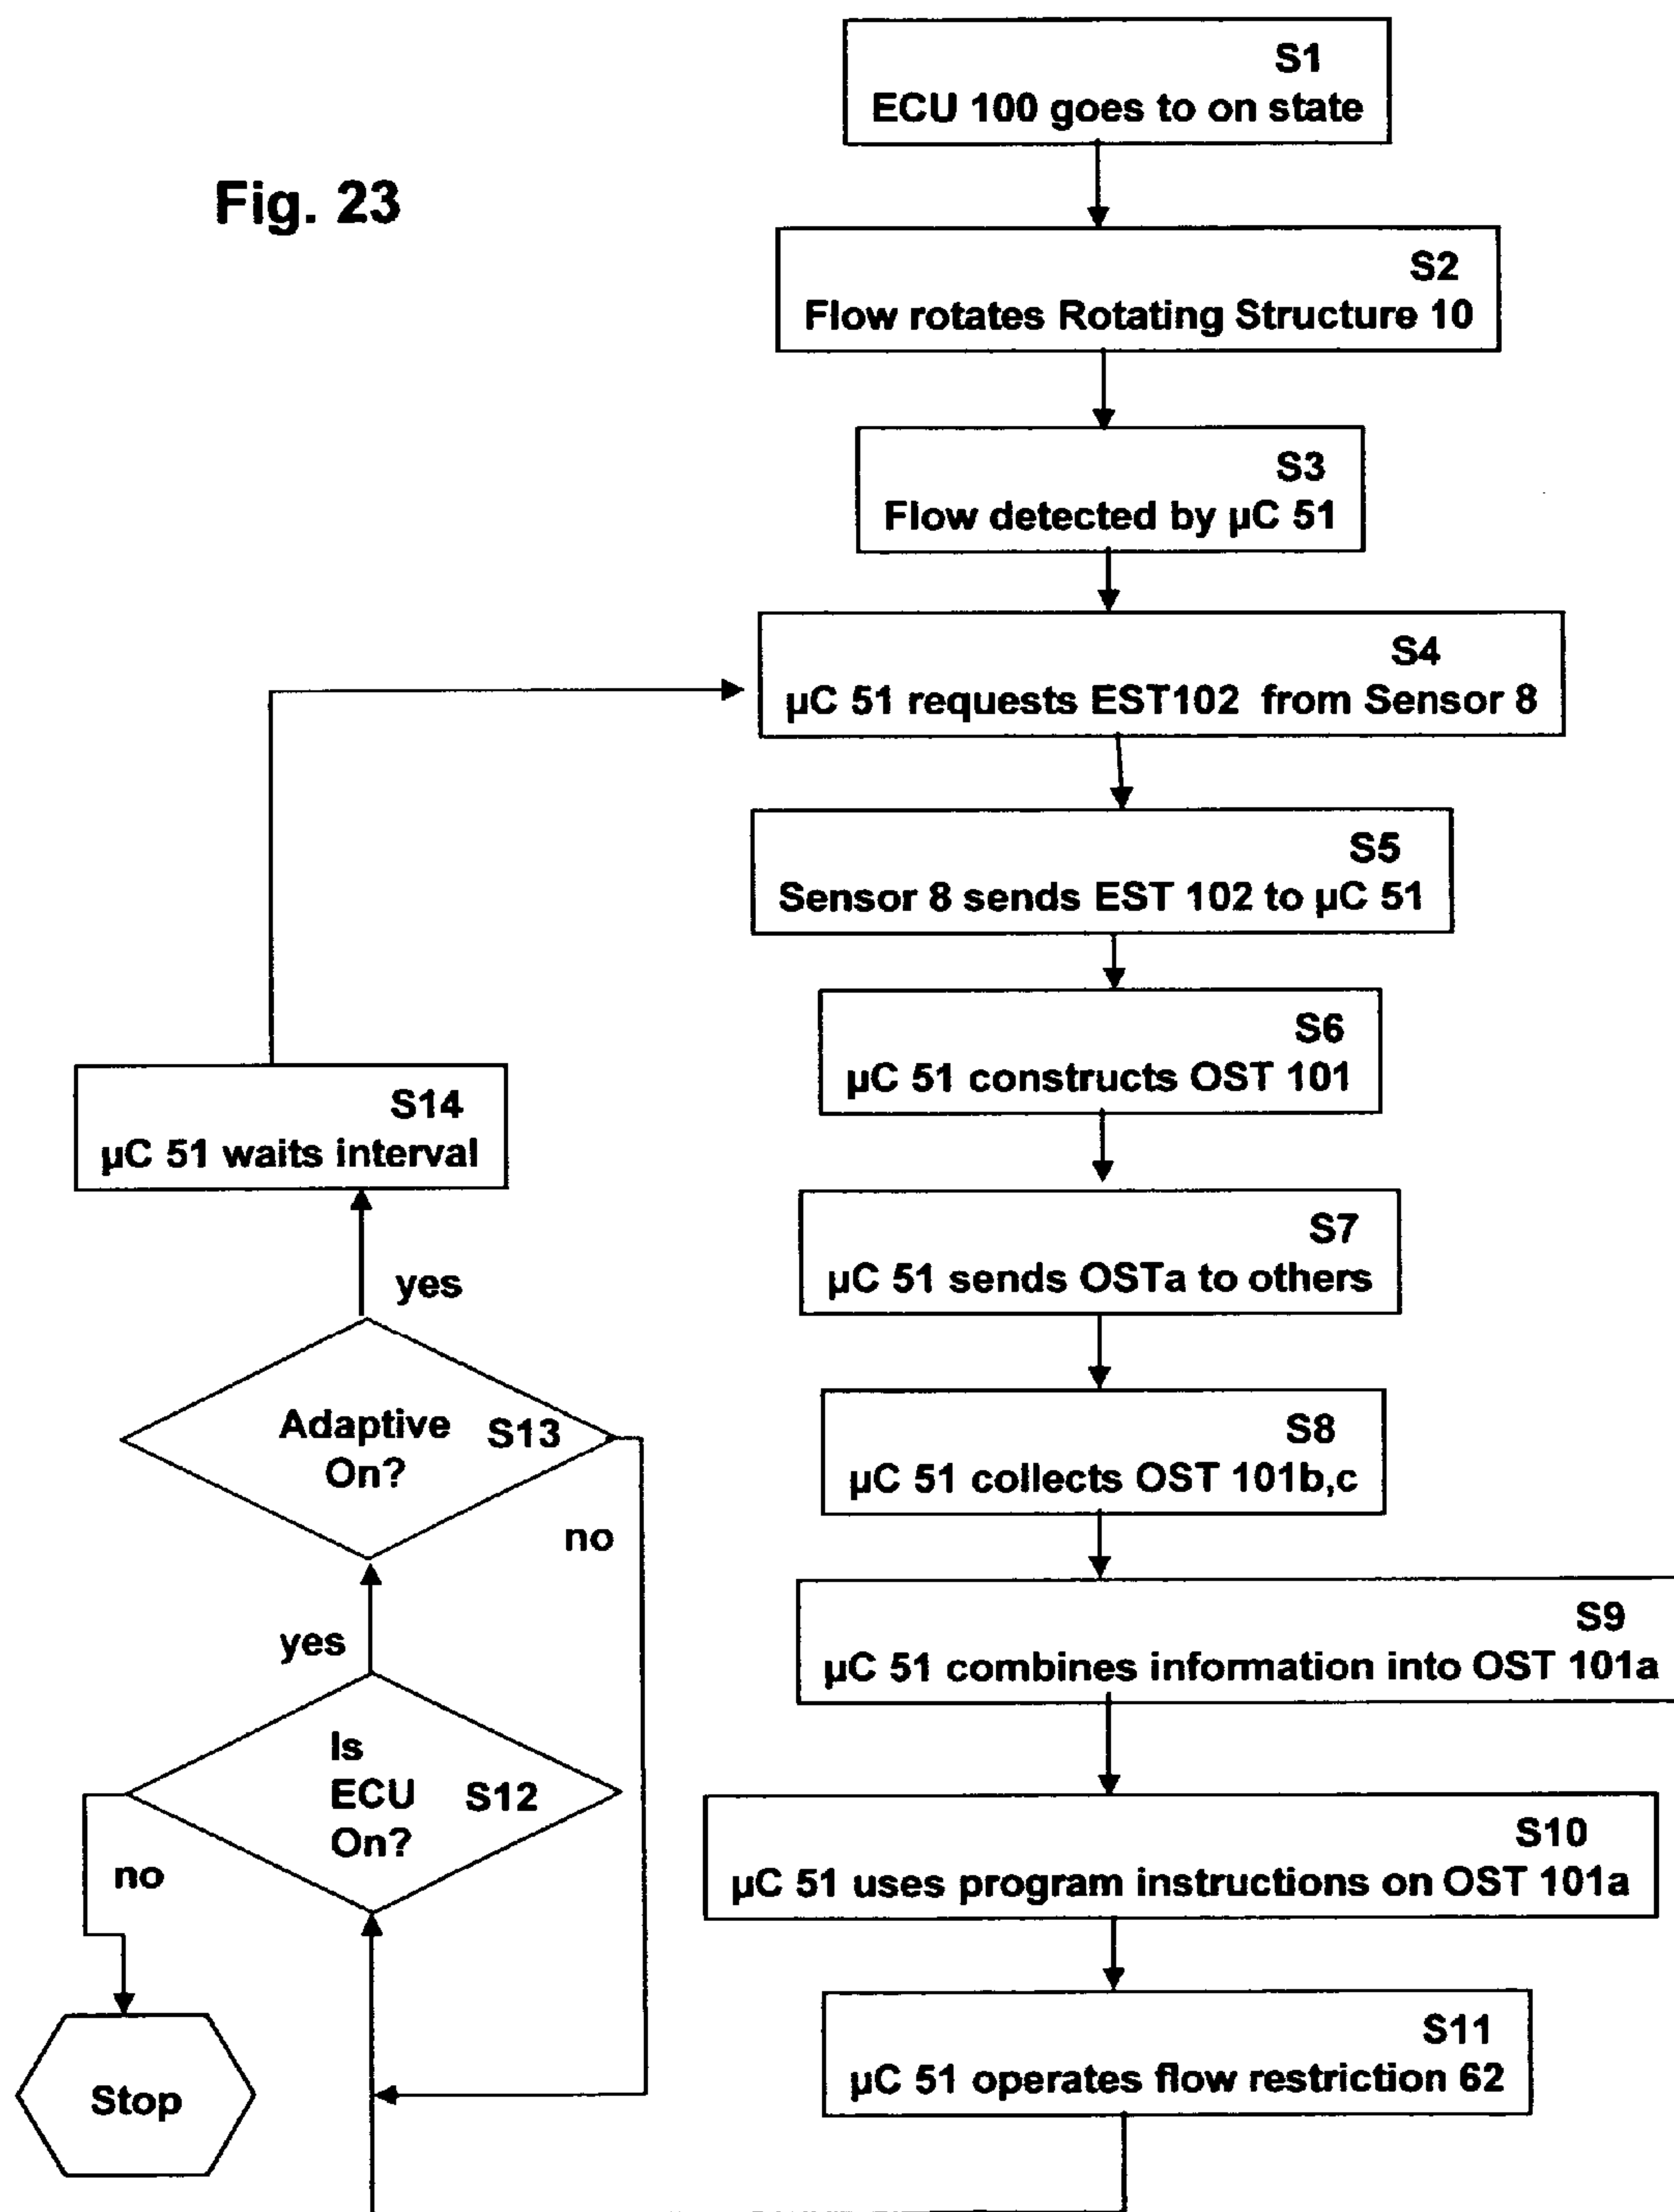 Fig. 23
S1
ECU 100 goes to on state
S2
Flow rotates Rotating Structure 10
S3
Flow detected by µC 51
S4
µC 51 requests EST102 from Sensor 8
S5
Sensor 8 sends EST 102 to µC 51
S6
µC 51 constructs OST 101
S7
µC 51 sends OSTa to others
S8
µC 51 collects OST 101b,c
S9
µC 51 combines information into OST 101a
S10
µC 51 uses program instructions on OST 101a
S11
µC 51 operates flow restriction 62
Is
ECU S12
On?
no
Stop
yes
Adaptive S13
On?
no
yes
S14
µC 51 waits interval